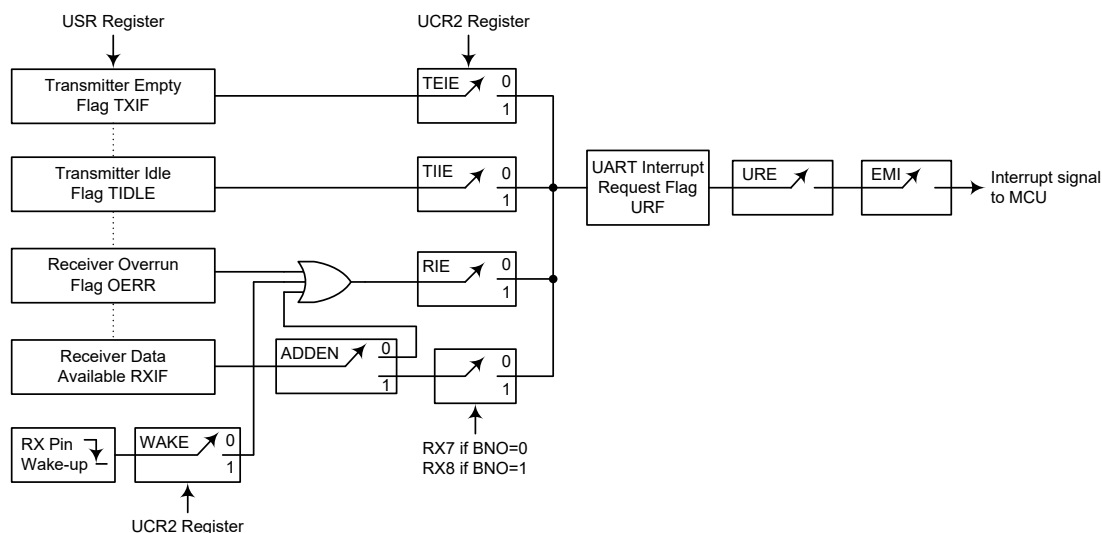 USR Register
UCR2 Register
Transmitter Empty
Flag TXIF
TEIE
0
1
Transmitter Idle
Flag TIDLE
TIIE
0
1
UART Interrupt
Request Flag
URF
URE
EMI
Interrupt signal
to MCU
Receiver Overrun
Flag OERR
RIE
0
1
Receiver Data
Available RXIF
ADDEN
0
1
0
1
RX7 if BNO=0
RX8 if BNO=1
RX Pin
Wake-up
WAKE
0
1
UCR2 Register